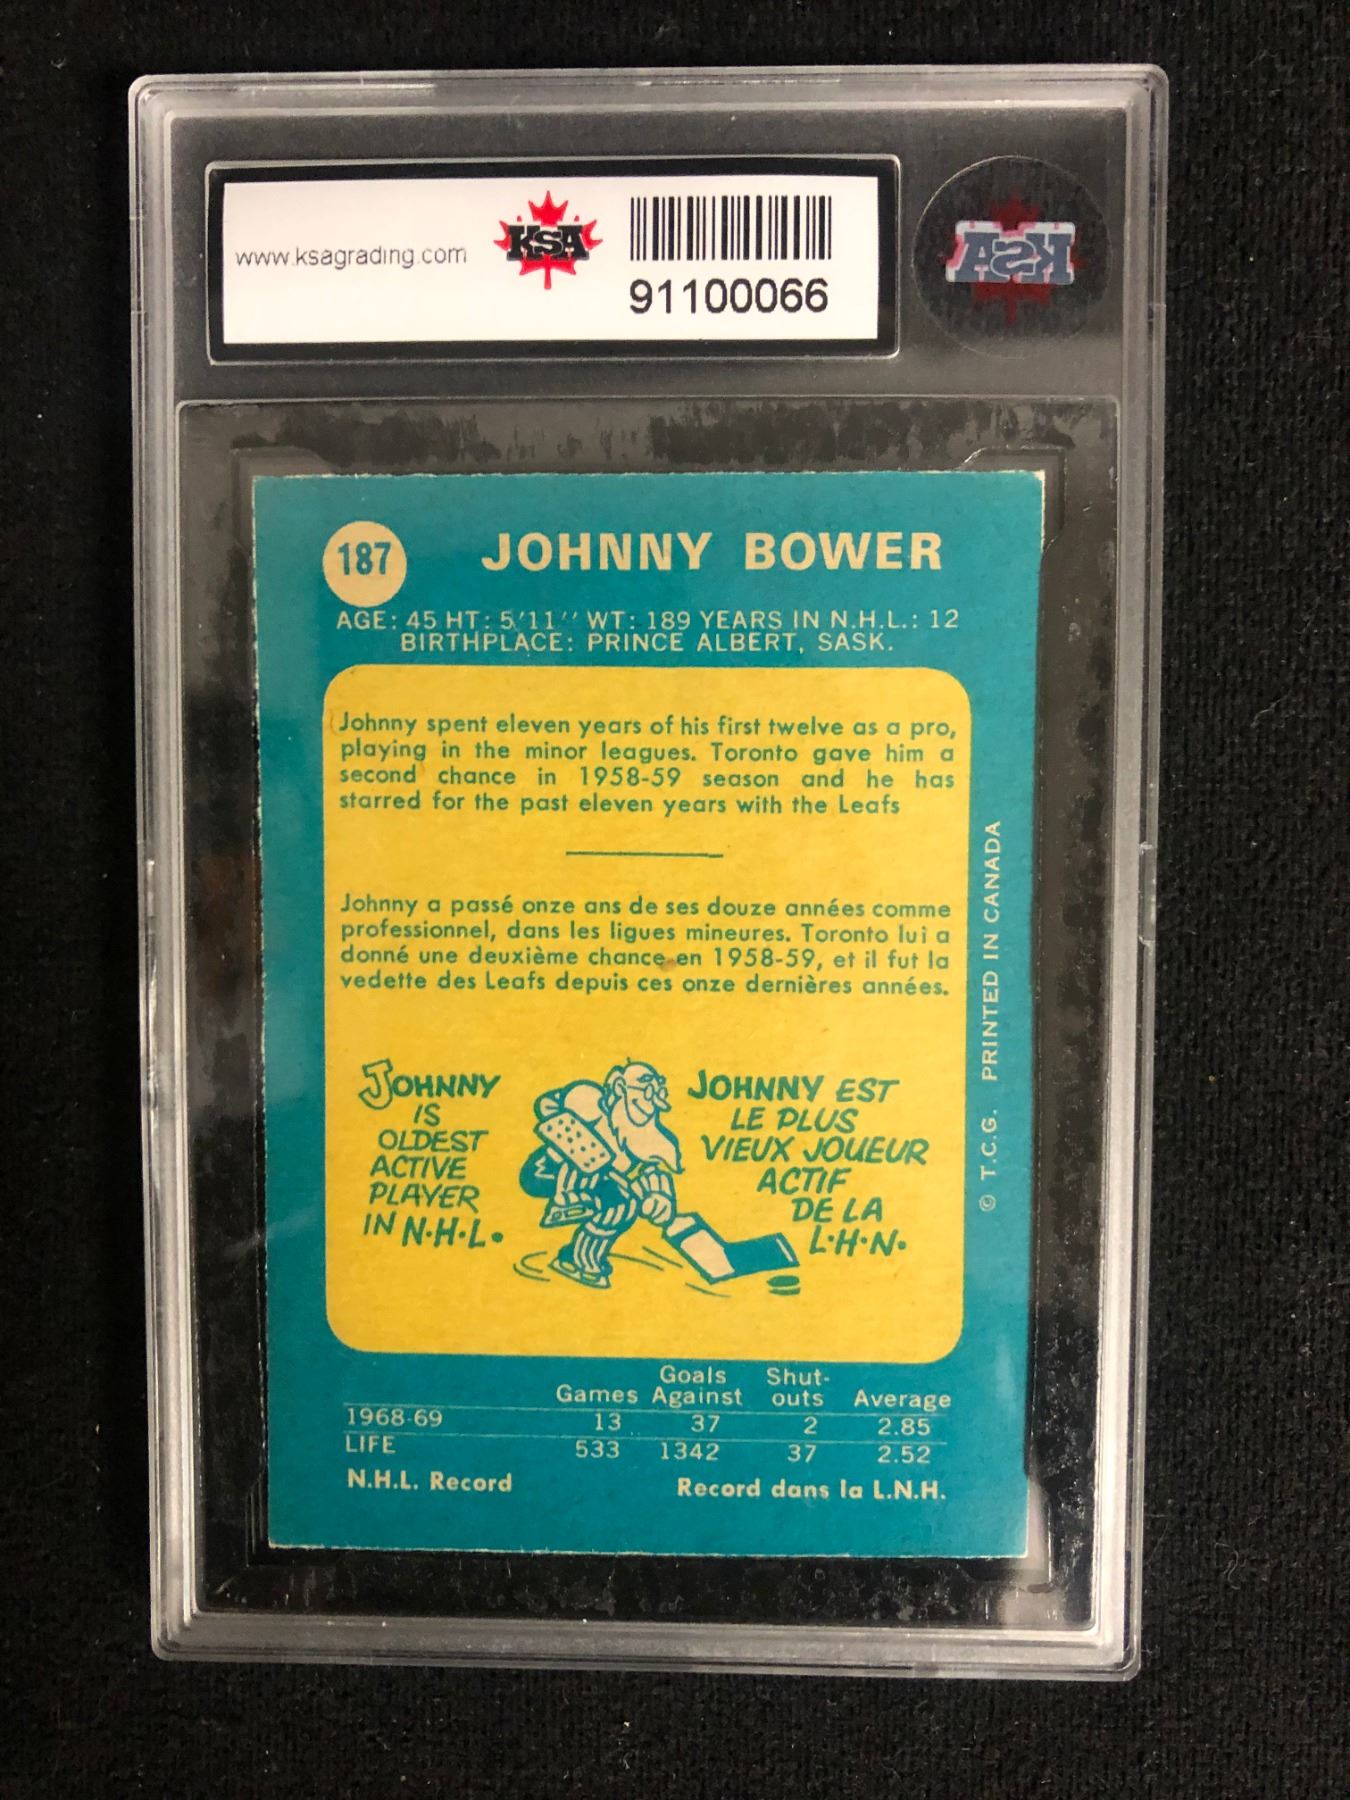 www.ksagrading.com
KSA
91100066
KSA
187
JOHNNY BOWER
AGE: 45 HT: 5'11'' WT: 189 YEARS IN N.H.L.: 12
BIRTHPLACE: PRINCE ALBERT, SASK.
Johnny spent eleven years of his first twelve as a pro,
playing in the minor leagues. Toronto gave him a
second chance in 1958-59 season and he has
starred for the past eleven years with the Leafs
Johnny a passé onze ans de ses douze années comme
professionnel, dans les ligues mineures. Toronto lui a
donné une deuxième chance en 1958-59, et il fut la
vedette des Leafs depuis ces onze dernières années.
JOHNNY
IS
OLDEST
ACTIVE
PLAYER
IN N·H·L·
JOHNNY EST
LE PLUS
VIEUX JOUEUR
ACTIF
DE LA
L·H·N·
© T.C.G. PRINTED IN CANADA
Goals Shut-
Games Against outs Average
1968-69 13 37 2 2.85
LIFE 533 1342 37 2.52
N.H.L. Record Record dans la L.N.H.